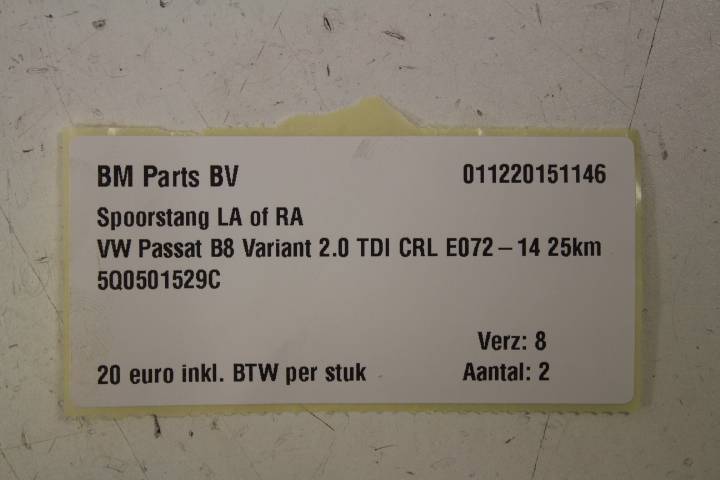 BM Parts BV 011220151146
Spoorstang LA of RA
VW Passat B8 Variant 2.0 TDI CRL E072 – 14 25km
5Q0501529C
Verz: 8
20 euro inkl. BTW per stuk Aantal: 2